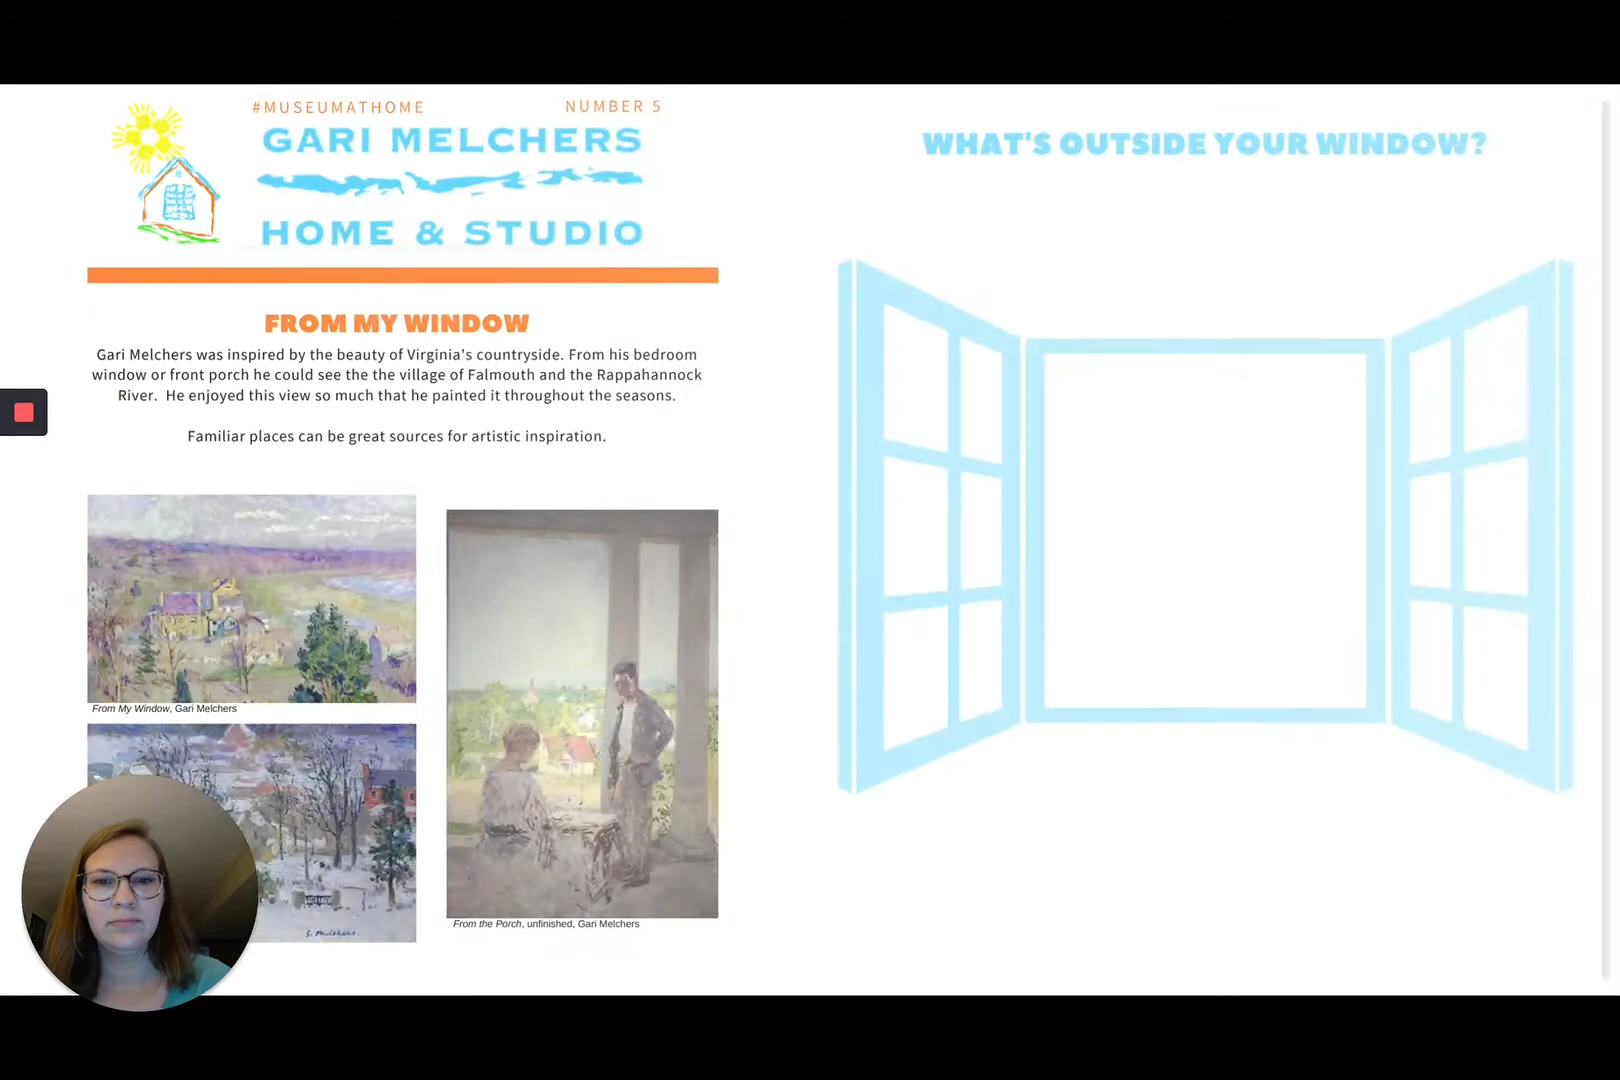 #MUSEUMATHOME
NUMBER 5
GARI MELCHERS
HOME & STUDIO
FROM MY WINDOW
Gari Melchers was inspired by the beauty of Virginia's countryside. From his bedroom
window or front porch he could see the the village of Falmouth and the Rappahannock
River.  He enjoyed this view so much that he painted it throughout the seasons.
Familiar places can be great sources for artistic inspiration.
From My Window, Gari Melchers
G. Melchers.
From the Porch, unfinished, Gari Melchers
WHAT'S OUTSIDE YOUR WINDOW?